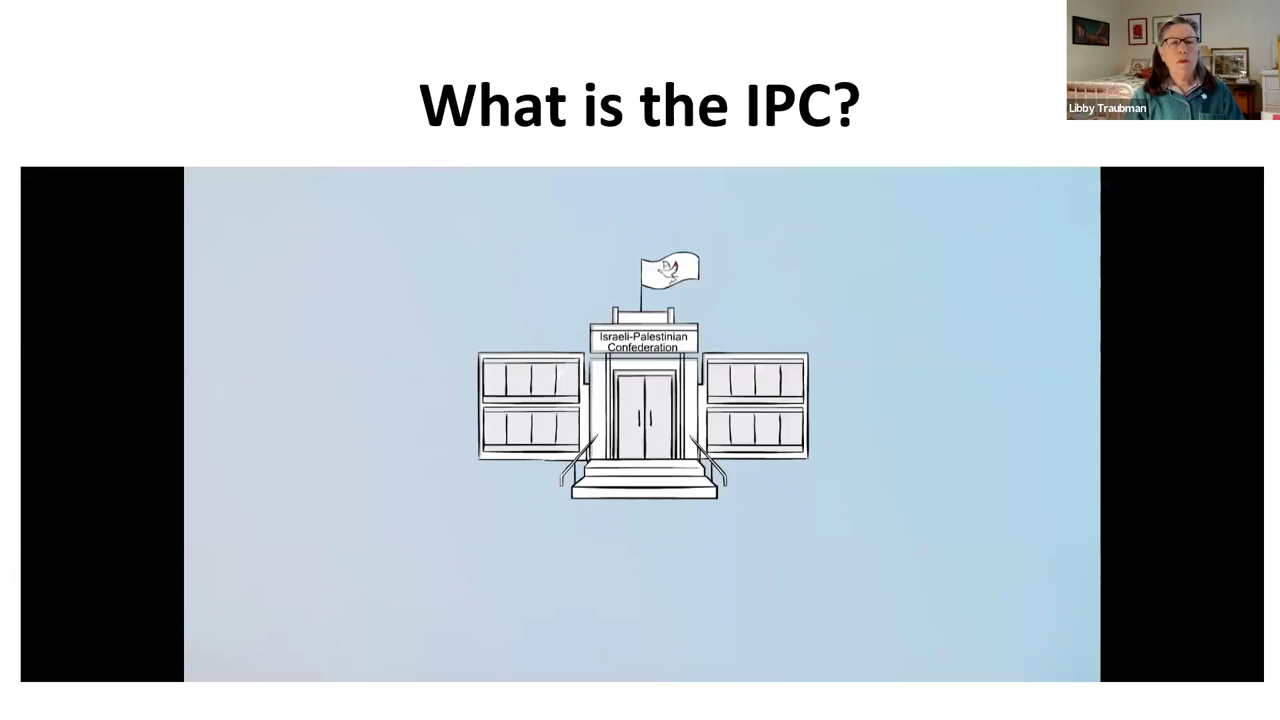 What is the IPC?
Libby Traubman
Israeli-Palestinian
Confederation